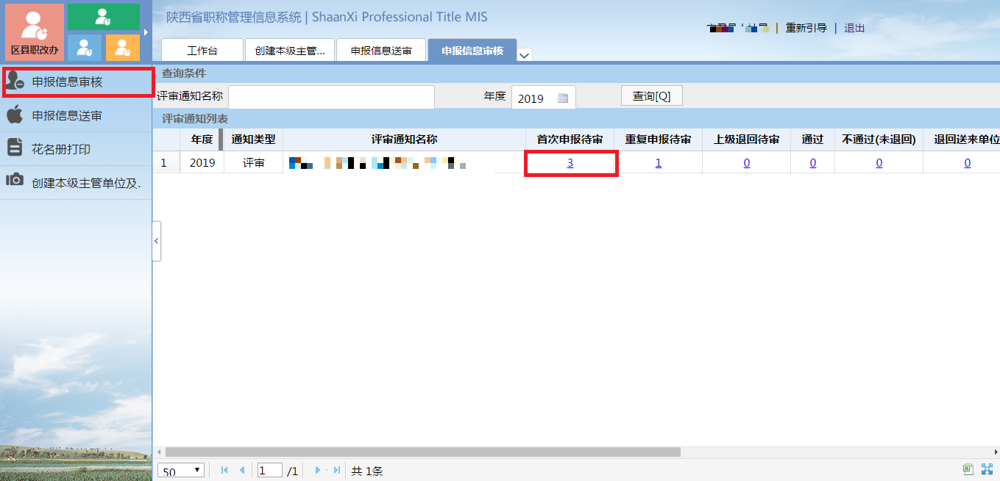 陕西省职称管理信息系统 | ShaanXi Professional Title MIS
重新引导 | 退出
区县职改办
工作台 创建本级主管... 申报信息送审 申报信息审核
申报信息审核
申报信息送审
花名册打印
创建本级主管单位及..
查询条件
评审通知名称 年度 2019 查询[Q]
评审通知列表
年度 通知类型 评审通知名称 首次申报待审 重复申报待审 上级退回待审 通过 不通过(未退回) 退回送来单位
1 2019 评审 3 1 0 0 0 0
50 1 /1 共 1条